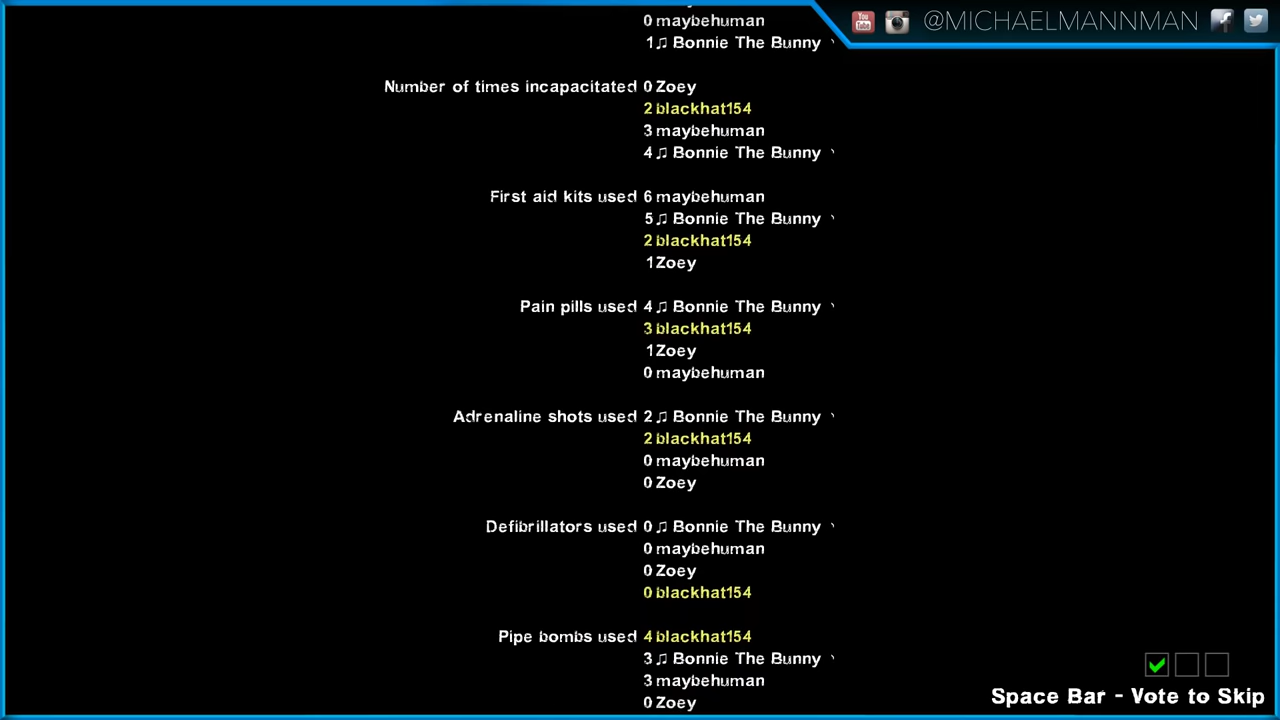 0 maybehuman
@MICHAELMANNMAN
1♫ Bonnie The Bunny
Number of times incapacitated 0 Zoey
2 blackhat154
3 maybehuman
4♫ Bonnie The Bunny
First aid kits used 6 maybehuman
5♫ Bonnie The Bunny
2 blackhat154
1 Zoey
Pain pills used 4♫ Bonnie The Bunny
3 blackhat154
1 Zoey
0 maybehuman
Adrenaline shots used 2♫ Bonnie The Bunny
2 blackhat154
0 maybehuman
0 Zoey
Defibrillators used 0♫ Bonnie The Bunny
0 maybehuman
0 Zoey
0 blackhat154
Pipe bombs used 4 blackhat154
3♫ Bonnie The Bunny
3 maybehuman
0 Zoey
Space Bar - Vote to Skip